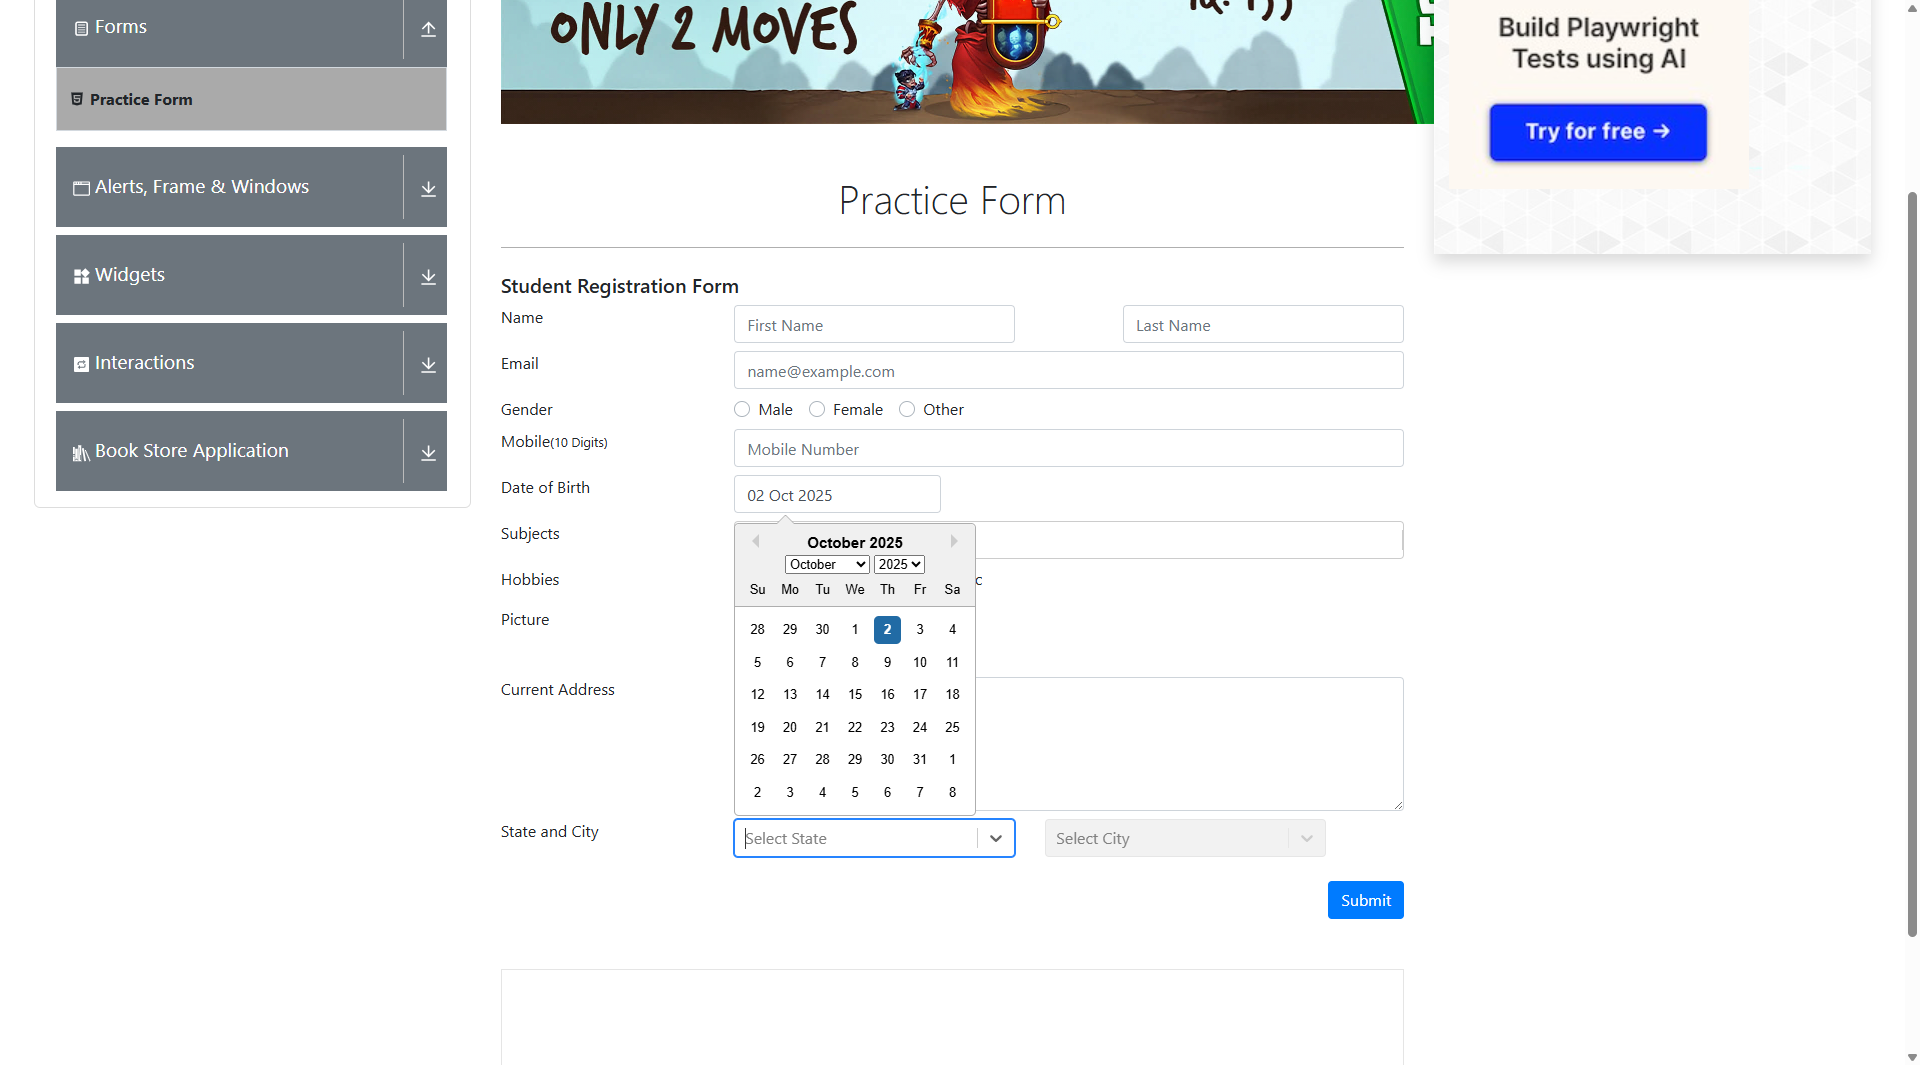 Forms
Practice Form
Alerts, Frame & Windows
Widgets
Interactions
Book Store Application
ONLY 2 MOVES
Build Playwright
Tests using AI
Try for free →
Practice Form
Student Registration Form
Name
First Name
Last Name
Email
name@example.com
Gender
Male
Female
Other
Mobile(10 Digits)
Mobile Number
Date of Birth
02 Oct 2025
Subjects
October 2025
October
2025
Hobbies
c
Su Mo Tu We Th Fr Sa
Picture
28 29 30 1 2 3 4
5 6 7 8 9 10 11
Current Address
12 13 14 15 16 17 18
19 20 21 22 23 24 25
26 27 28 29 30 31 1
2 3 4 5 6 7 8
State and City
Select State
Select City
Submit